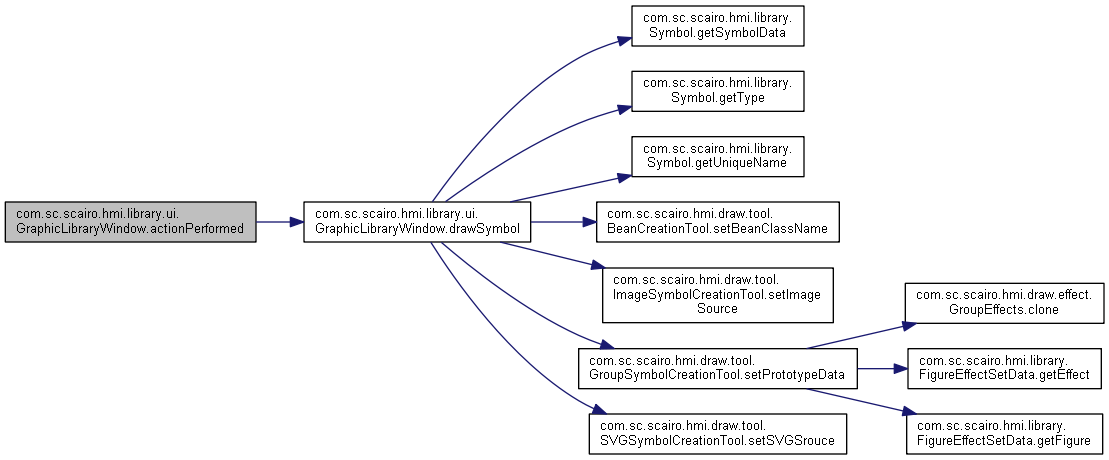 com.sc.scairo.hmi.library.
Symbol.getSymbolData
com.sc.scairo.hmi.library.
Symbol.getType
com.sc.scairo.hmi.library.
Symbol.getUniqueName
com.sc.scairo.hmi.library.ui.
GraphicLibraryWindow.actionPerformed
com.sc.scairo.hmi.library.ui.
GraphicLibraryWindow.drawSymbol
com.sc.scairo.hmi.draw.tool.
BeanCreationTool.setBeanClassName
com.sc.scairo.hmi.draw.tool.
ImageSymbolCreationTool.setImage
Source
com.sc.scairo.hmi.draw.effect.
GroupEffects.clone
com.sc.scairo.hmi.draw.tool.
GroupSymbolCreationTool.setPrototypeData
com.sc.scairo.hmi.library.
FigureEffectSetData.getEffect
com.sc.scairo.hmi.draw.tool.
SVGSymbolCreationTool.setSVGSrouce
com.sc.scairo.hmi.library.
FigureEffectSetData.getFigure